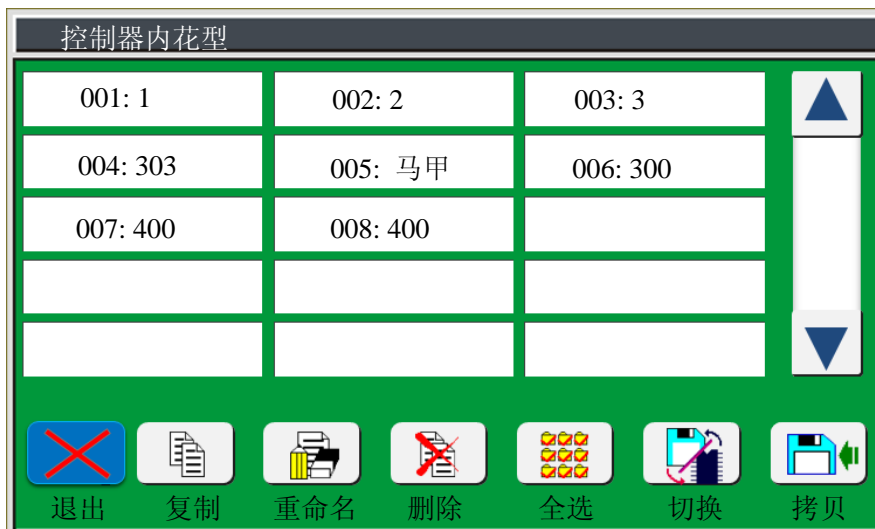 控制器内花型
001: 1 002: 2 003: 3
004: 303 005: 马甲 006: 300
007: 400 008: 400
退出 复制 重命名 删除 全选 切换 拷贝